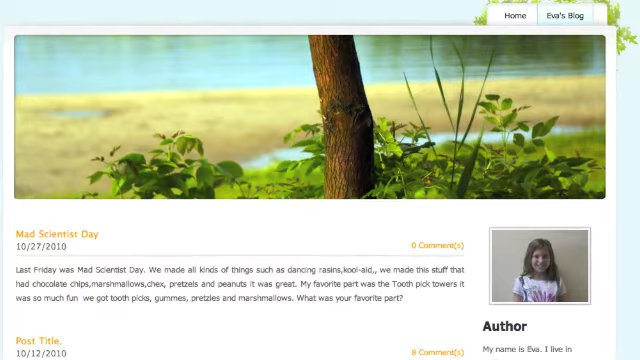 Home
Eva's Blog
Mad Scientist Day
10/27/2010
0 Comment(s)
Last Friday was Mad Scientist Day. We made all kinds of things such as dancing rasins,kool-aid,, we made this stuff that
had chocolate chips,marshmallows,chex, pretzels and peanuts it was great. My favorite part was the Tooth pick towers it
was so much fun we got tooth picks, gummes, pretzles and marshmallows. What was your favorite part?
Author
My name is Eva. I live in
Post Title.
10/12/2010
8 Comment(s)